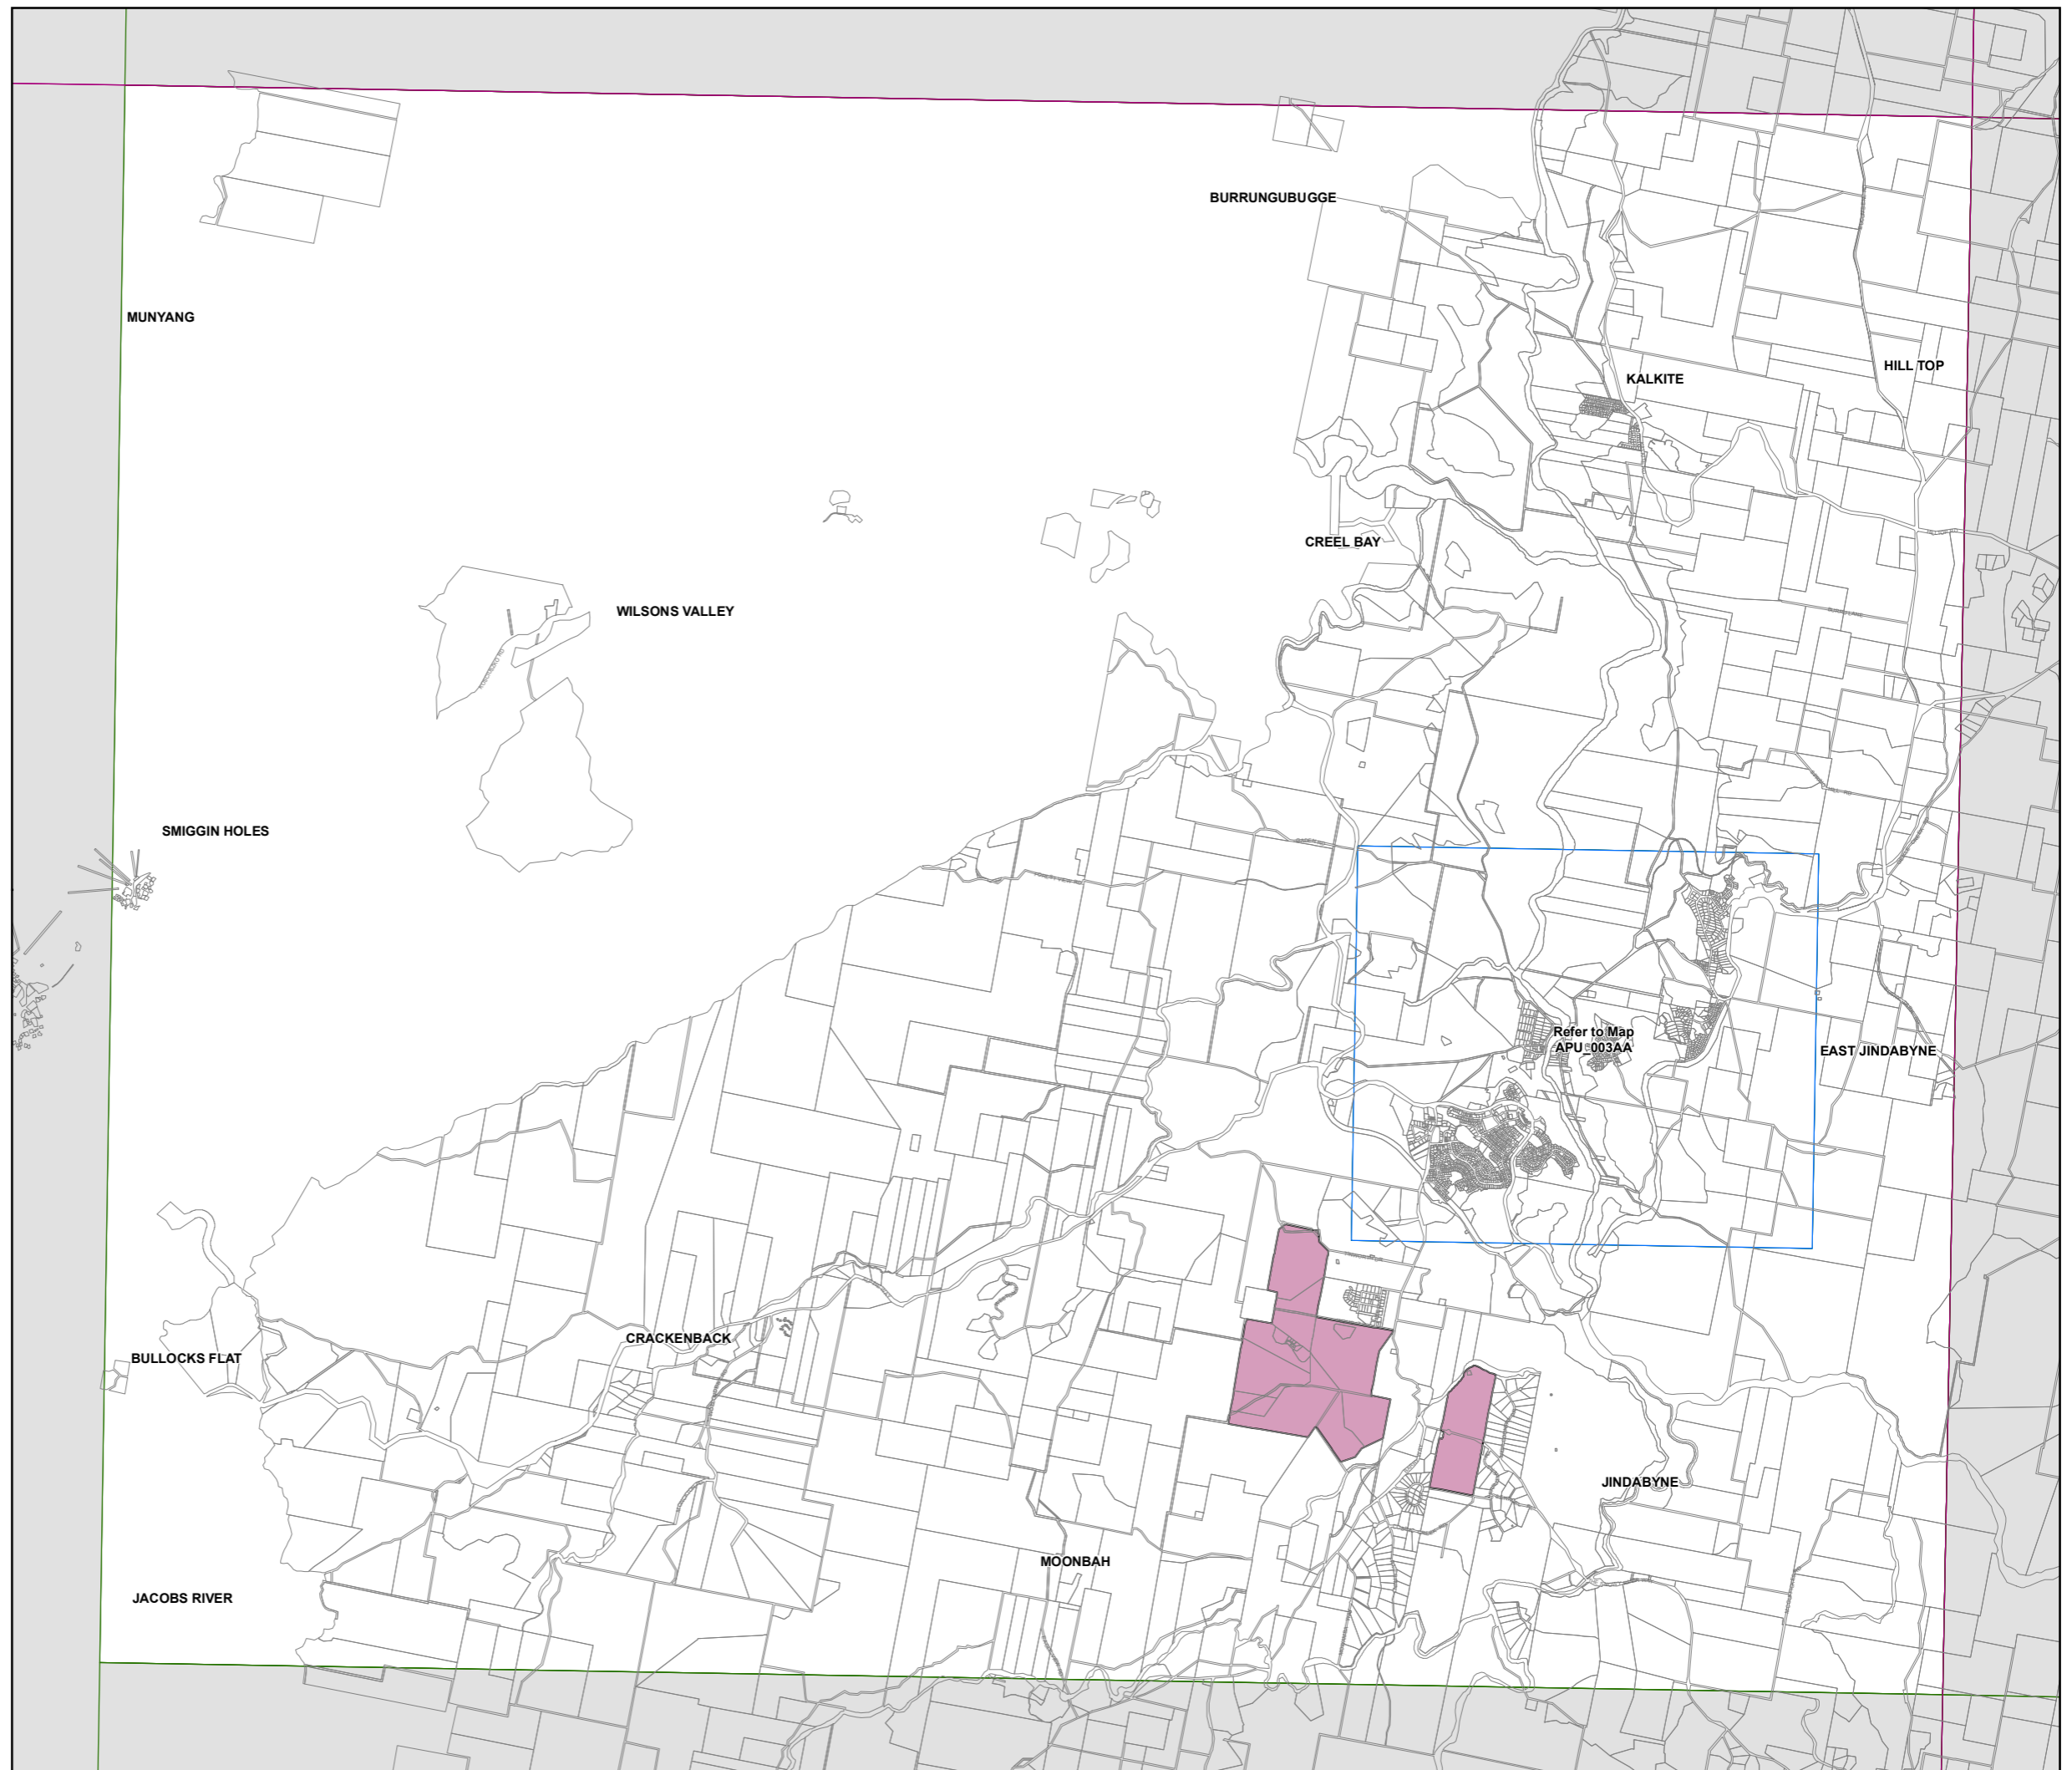 BURRUNGUBUGGE
MUNYANG
HILL TOP
KALKITE
CREEL BAY
WILSONS VALLEY
SMIGGIN HOLES
Refer to Map
APU_003AA
EAST JINDABYNE
CRACKENBACK
BULLOCKS FLAT
JINDABYNE
MOONBAH
JACOBS RIVER